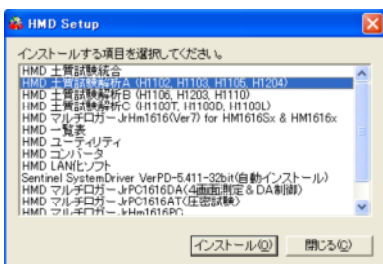 HMD Setup
インストールする項目を選択してください。
HMD 土質試験統合
HMD 土質試験解析A (H1102, H1103, H1105, H1204)
HMD 土質試験解析B (H1106, H1203, H1110)
HMD 土質試験解析C (H1100T, H1100D, H1100L)
HMD マルチロガーJrHm1616(Ver7) for HM1616Sx & HM1616x
HMD 一覧表
HMD ユーティリティ
HMD コンバータ
HMD LAN化ソフト
Sentinel SystemDriver VerPD-5.411-32bit(自動インストール)
HMD マルチロガーJrPC1616DA(4画面測定&DA制御)
HMD マルチロガーJrPC1616AT(圧密試験)
HMD マルチロガーJrHm1616PC
インストール(O)
閉じる(C)